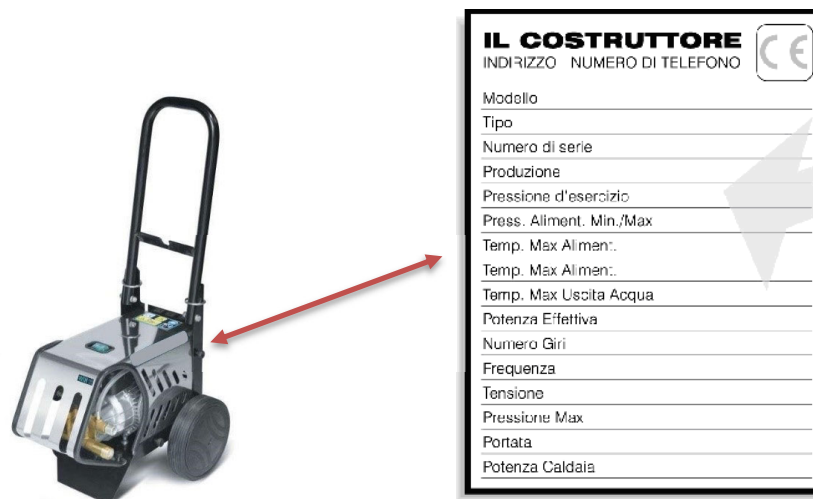 IL COSTRUTTORE
INDIRIZZO NUMERO DI TELEFONO
CE
Modello
Tipo
Numero di serie
Produzione
Pressione d'esercizio
Press. Aliment. Min./Max
Temp. Max Aliment.
Temp. Max Aliment.
Temp. Max Uscita Acqua
Potenza Effettiva
Numero Giri
Frequenza
Tensione
Pressione Max
Portata
Potenza Caldaia